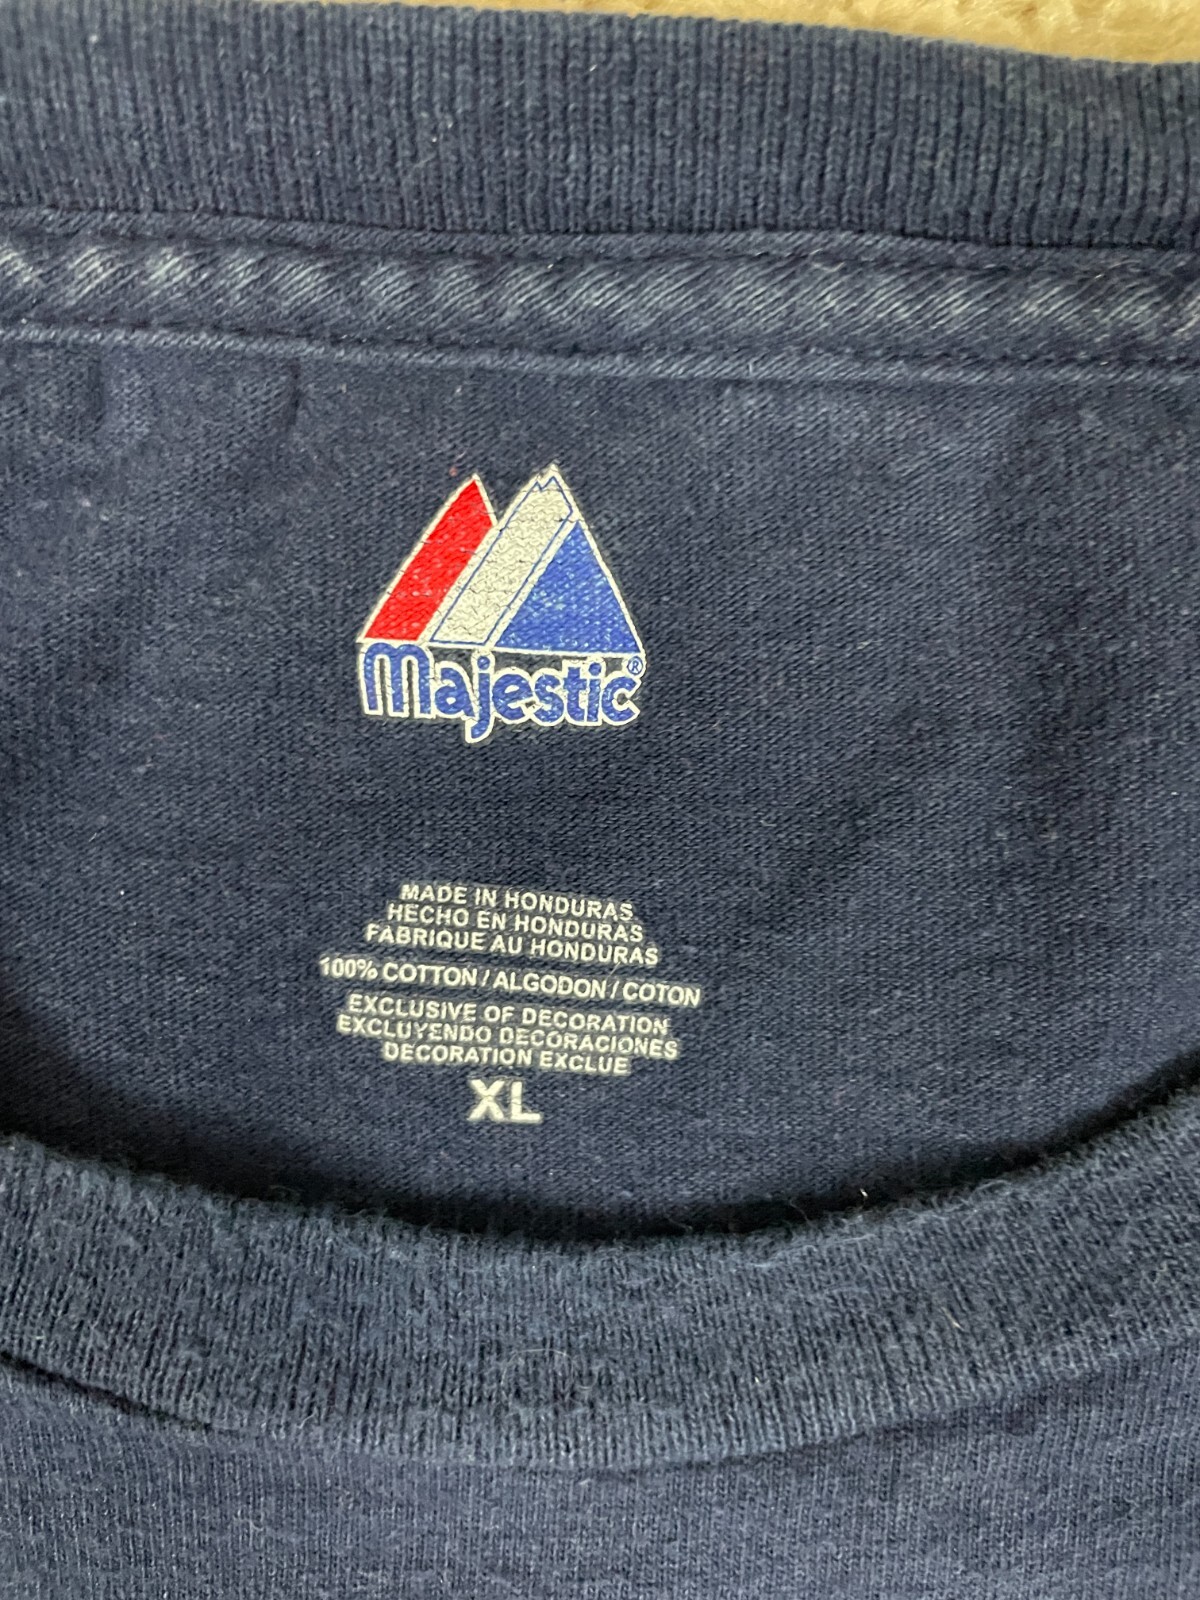 Majestic®
MADE IN HONDURAS
HECHO EN HONDURAS
FABRIQUE AU HONDURAS
100% COTTON / ALGODON / COTON
EXCLUSIVE OF DECORATION
EXCLUYENDO DECORACIONES
DECORATION EXCLUE
XL